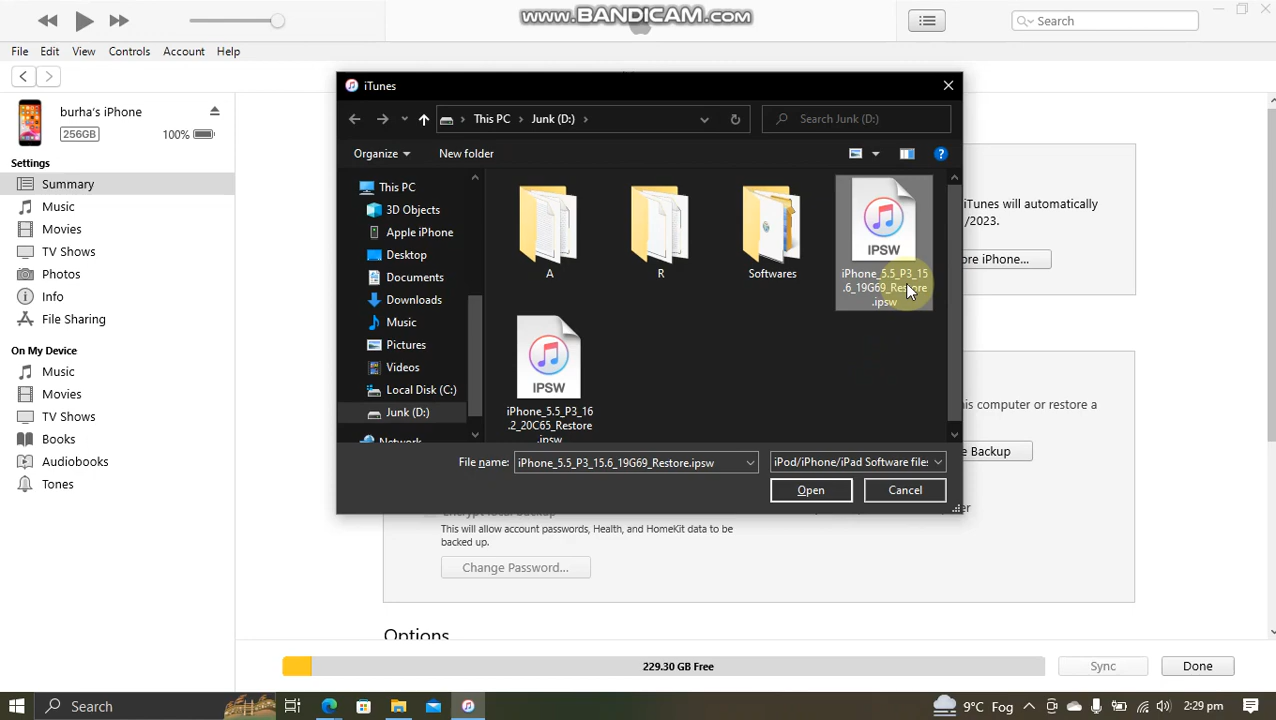 www.BANDICAM.com
Search
File Edit View Controls Account Help
burha's iPhone
256GB 100%
Settings
Summary
Music
Movies
TV Shows
Photos
Info
File Sharing
On My Device
Music
Movies
TV Shows
Books
Audiobooks
Tones
iTunes
This PC Junk (D:)
Search Junk (D:)
Organize New folder
This PC
3D Objects
Apple iPhone
Desktop
Documents
Downloads
Music
Pictures
Videos
Local Disk (C:)
Junk (D:)
Network
A
R
Softwares
IPSW
iPhone_5.5_P3_15
.6_19G69_Restore
.ipsw
IPSW
iPhone_5.5_P3_16
.2_20C65_Restore
.ipsw
File name: iPhone_5.5_P3_15.6_19G69_Restore.ipsw
iPod/iPhone/iPad Software files
Open Cancel
iTunes will automatically
/2023.
ore iPhone...
his computer or restore a
e Backup
Encrypt local backup
This will allow account passwords, Health, and HomeKit data to be
backed up.
Change Password...
Options
229.30 GB Free
Sync Done
Search
9°C Fog
2:29 pm